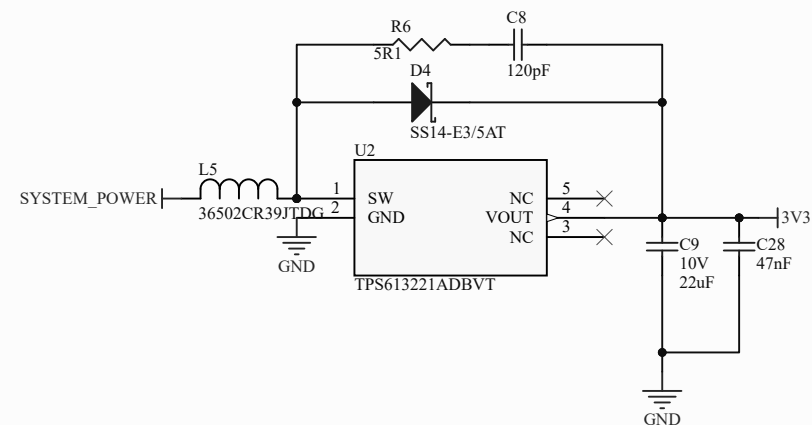 R6
5R1
C8
120pF
D4
SS14-E3/5AT
U2
L5
SYSTEM_POWER
36502CR39JTDG
1
SW
2
GND
NC
5
VOUT
4
NC
3
3V3
GND
TPS613221ADBVT
C9
10V
22uF
C28
47nF
GND